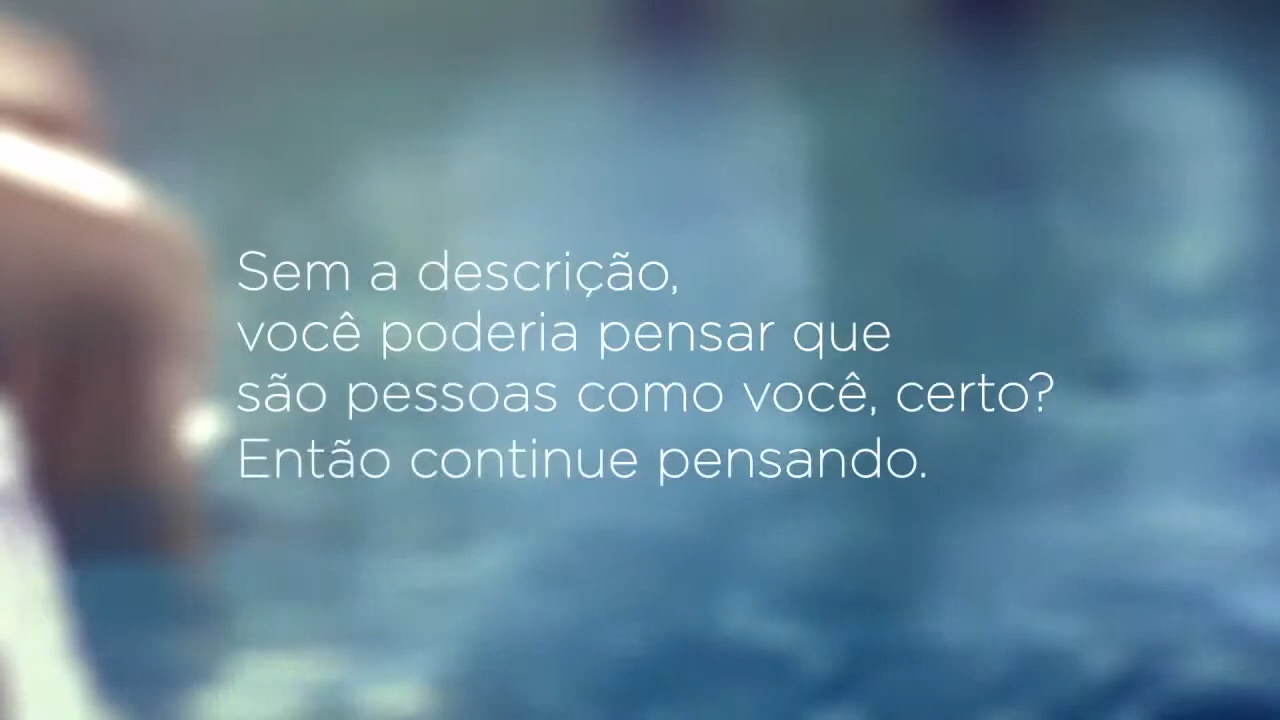 Sem a descrição,
você poderia pensar que
são pessoas como você, certo?
Então continue pensando.